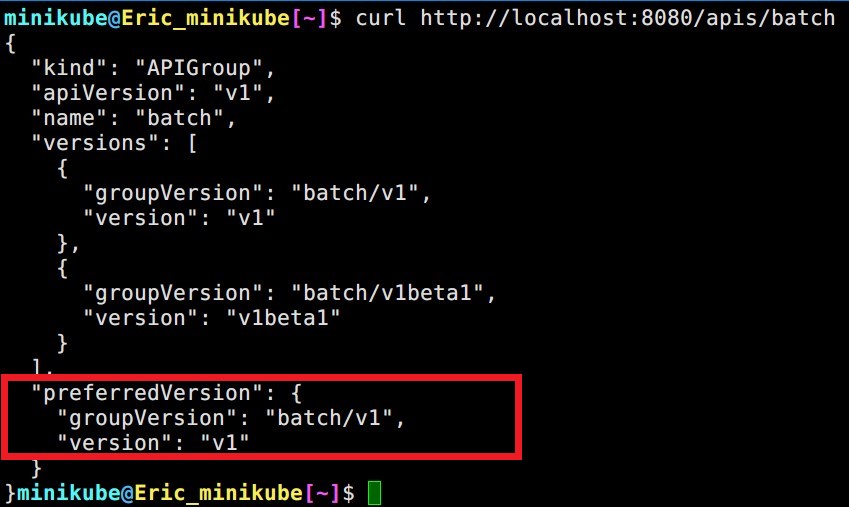 minikube@Eric_minikube[~]$ curl http://localhost:8080/apis/batch
{
  "kind": "APIGroup",
  "apiVersion": "v1",
  "name": "batch",
  "versions": [
    {
      "groupVersion": "batch/v1",
      "version": "v1"
    },
    {
      "groupVersion": "batch/v1beta1",
      "version": "v1beta1"
    }
  ],
  "preferredVersion": {
    "groupVersion": "batch/v1",
    "version": "v1"
  }
}minikube@Eric_minikube[~]$